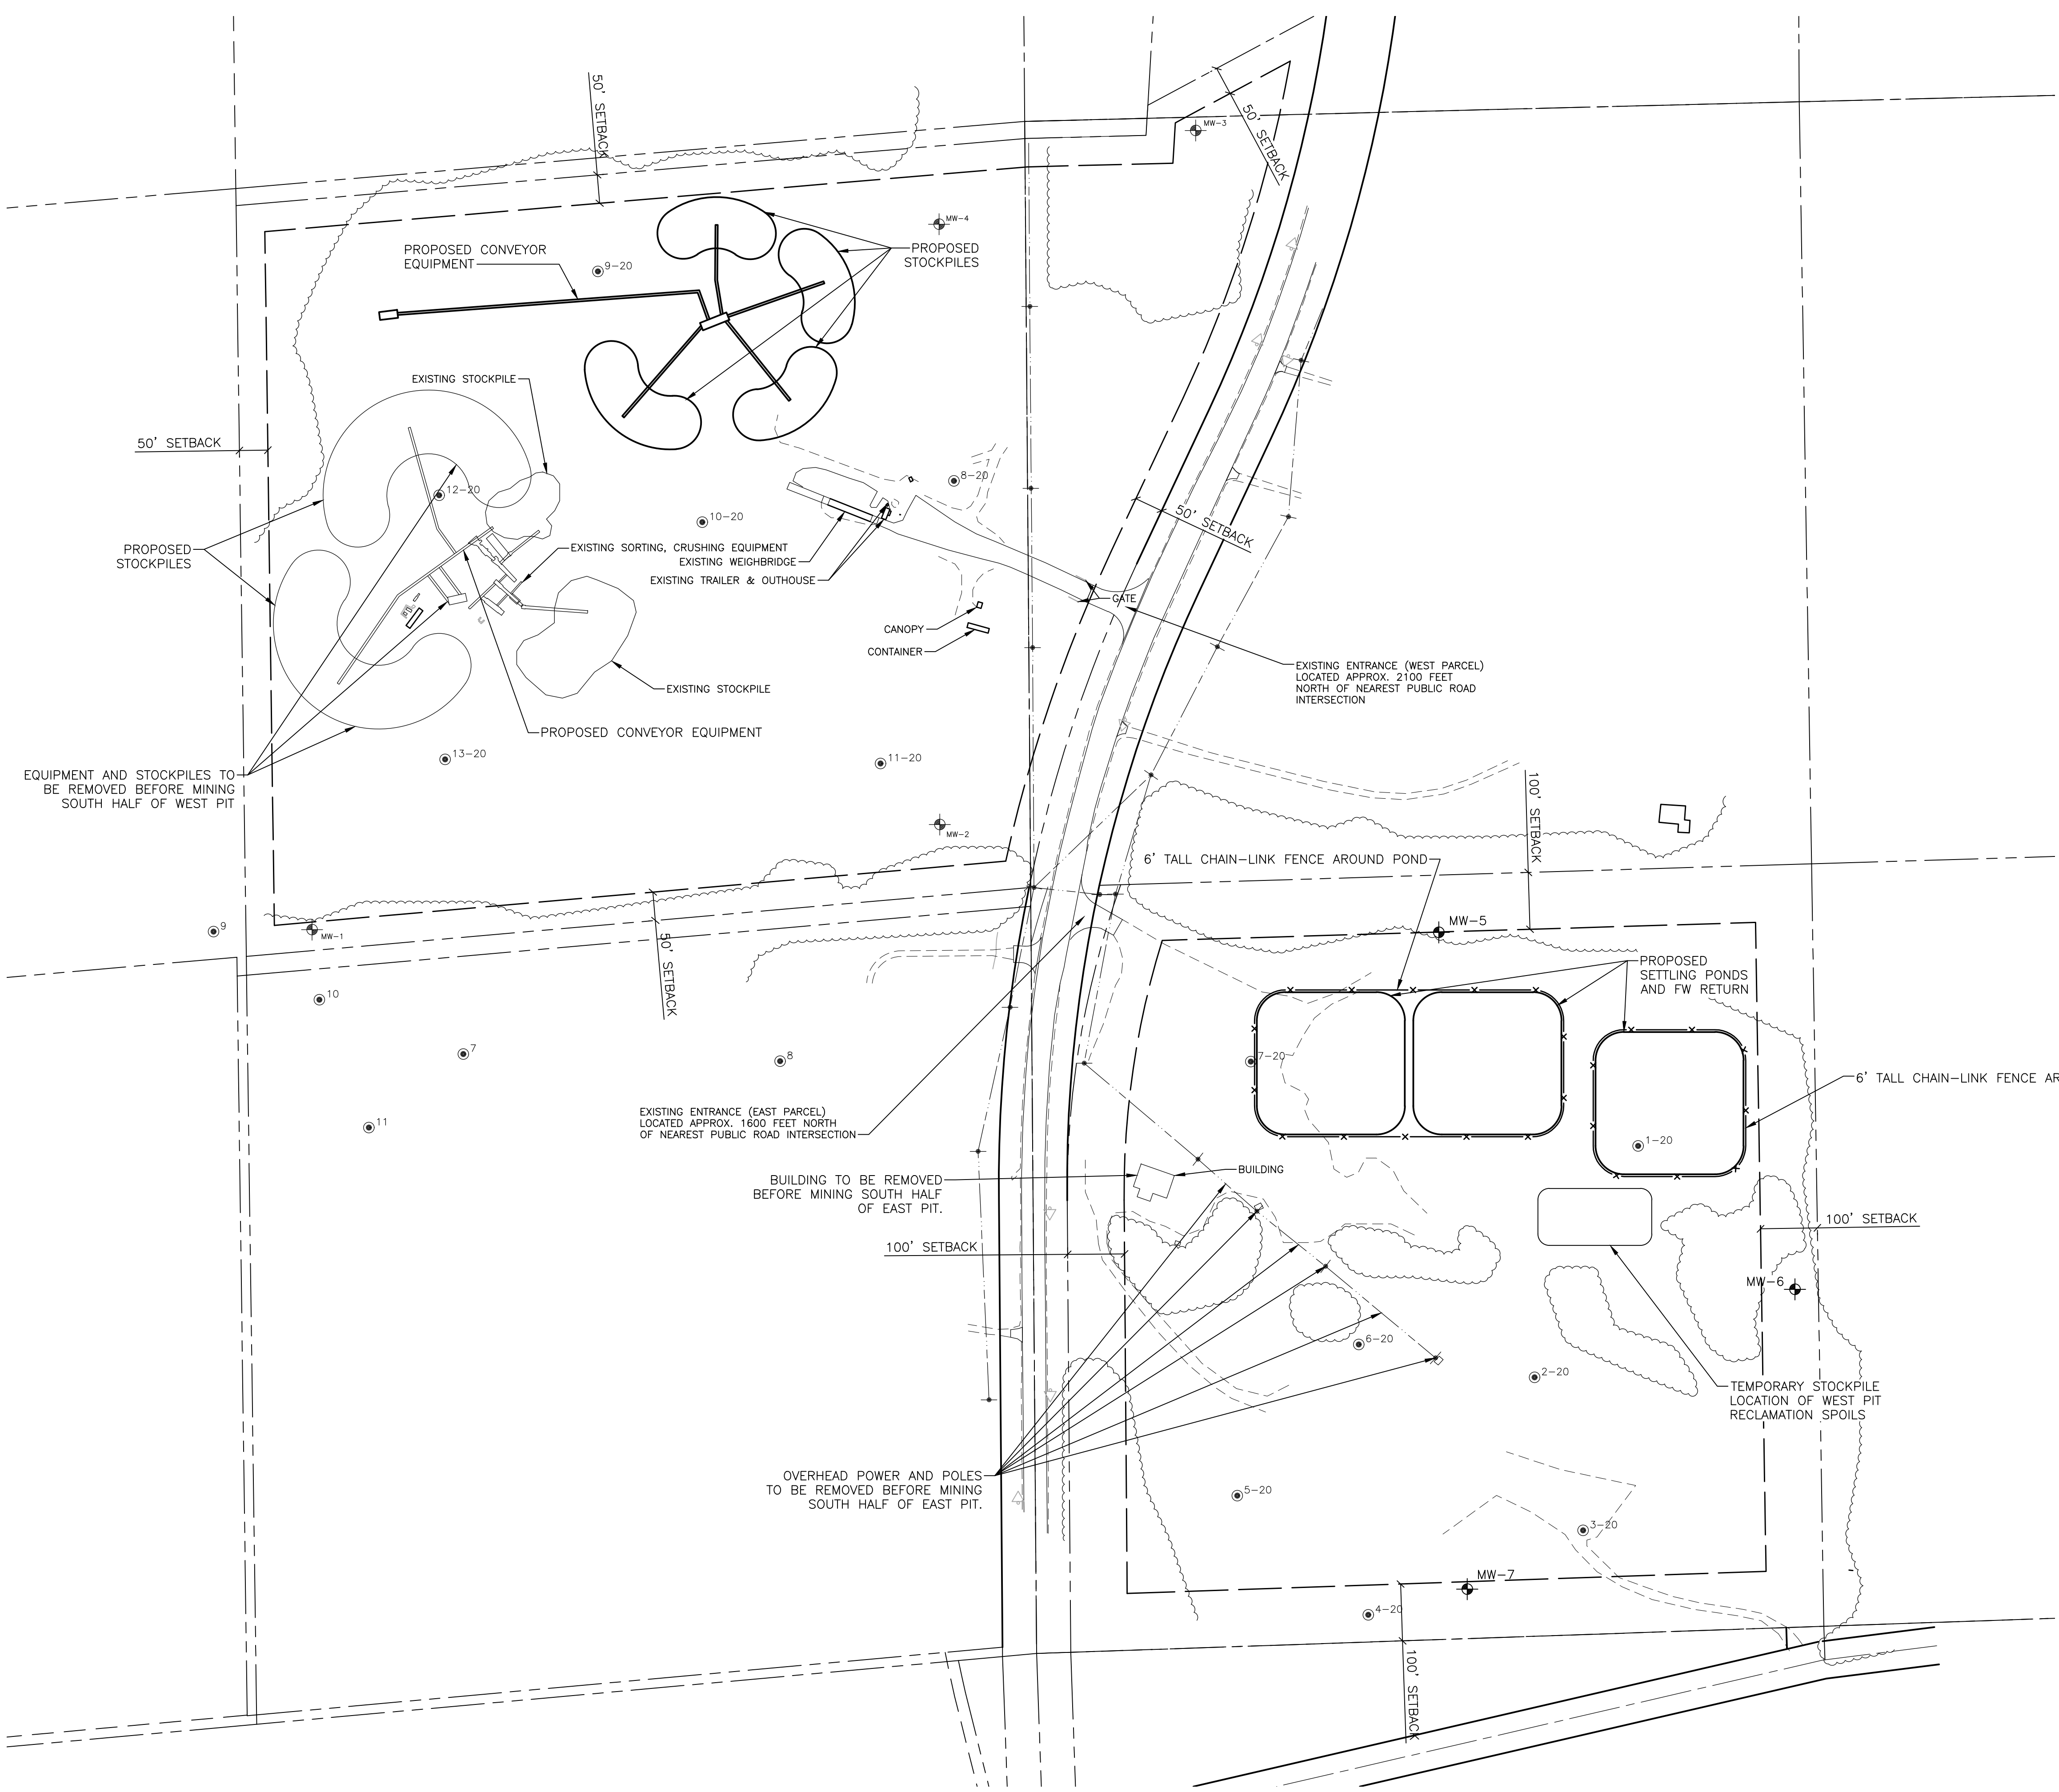 50' SETBACK
50' SETBACK
MW-3
MW-4
PROPOSED CONVEYOR
EQUIPMENT
9-20
PROPOSED
STOCKPILES
EXISTING STOCKPILE
50' SETBACK
12-20
8-20
10-20
50' SETBACK
PROPOSED
STOCKPILES
EXISTING SORTING, CRUSHING EQUIPMENT
EXISTING WEIGHBRIDGE
EXISTING TRAILER & OUTHOUSE
GATE
CANOPY
CONTAINER
EXISTING ENTRANCE (WEST PARCEL)
LOCATED APPROX. 2100 FEET
NORTH OF NEAREST PUBLIC ROAD
INTERSECTION
EXISTING STOCKPILE
PROPOSED CONVEYOR EQUIPMENT
13-20
11-20
EQUIPMENT AND STOCKPILES TO
BE REMOVED BEFORE MINING
SOUTH HALF OF WEST PIT
100' SETBACK
MW-2
6' TALL CHAIN-LINK FENCE AROUND POND
9
MW-1
50' SETBACK
MW-5
PROPOSED
SETTLING PONDS
AND FW RETURN
10
7
8
7-20
6' TALL CHAIN-LINK FENCE AR
EXISTING ENTRANCE (EAST PARCEL)
LOCATED APPROX. 1600 FEET NORTH
OF NEAREST PUBLIC ROAD INTERSECTION
11
1-20
BUILDING
BUILDING TO BE REMOVED
BEFORE MINING SOUTH HALF
OF EAST PIT.
100' SETBACK
100' SETBACK
MW-6
6-20
2-20
TEMPORARY STOCKPILE
LOCATION OF WEST PIT
RECLAMATION SPOILS
OVERHEAD POWER AND POLES
TO BE REMOVED BEFORE MINING
SOUTH HALF OF EAST PIT.
5-20
3-20
MW-7
4-20
100' SETBACK